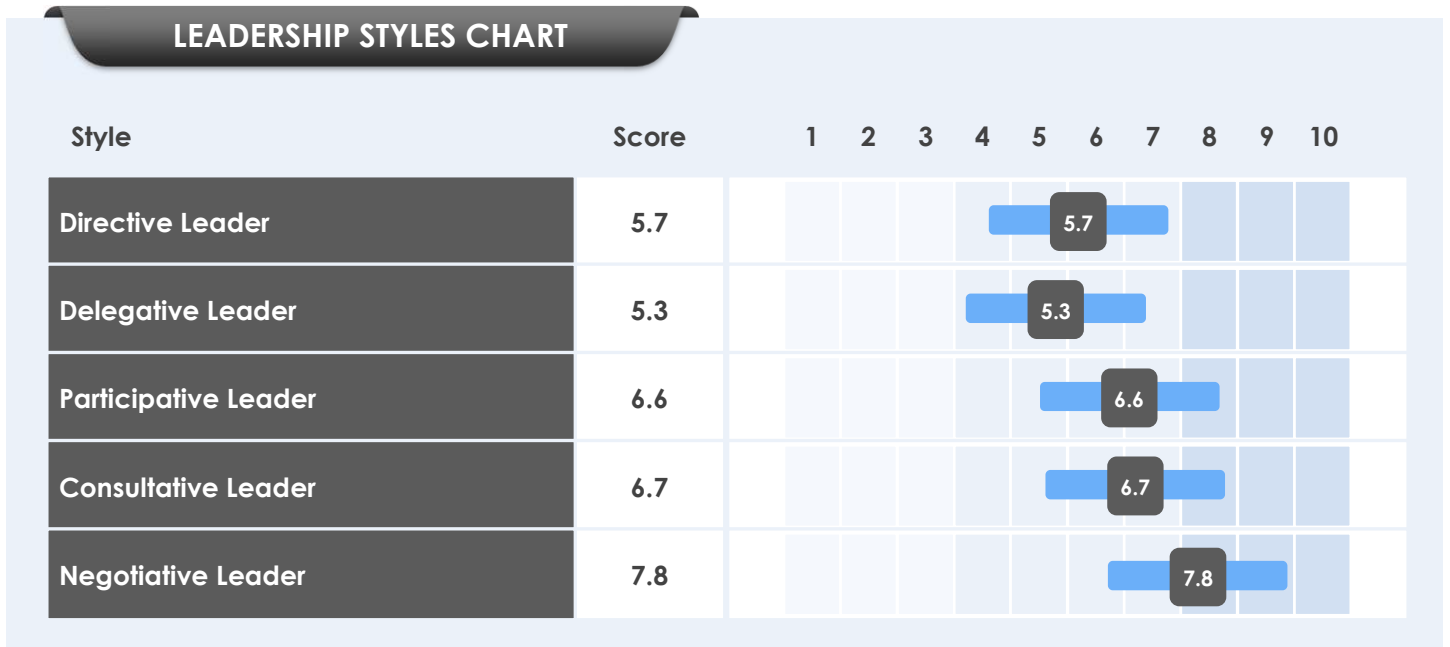 LEADERSHIP STYLES CHART
Style Score 1 2 3 4 5 6 7 8 9 10
Directive Leader 5.7 5.7
Delegative Leader 5.3 5.3
Participative Leader 6.6 6.6
Consultative Leader 6.7 6.7
Negotiative Leader 7.8 7.8